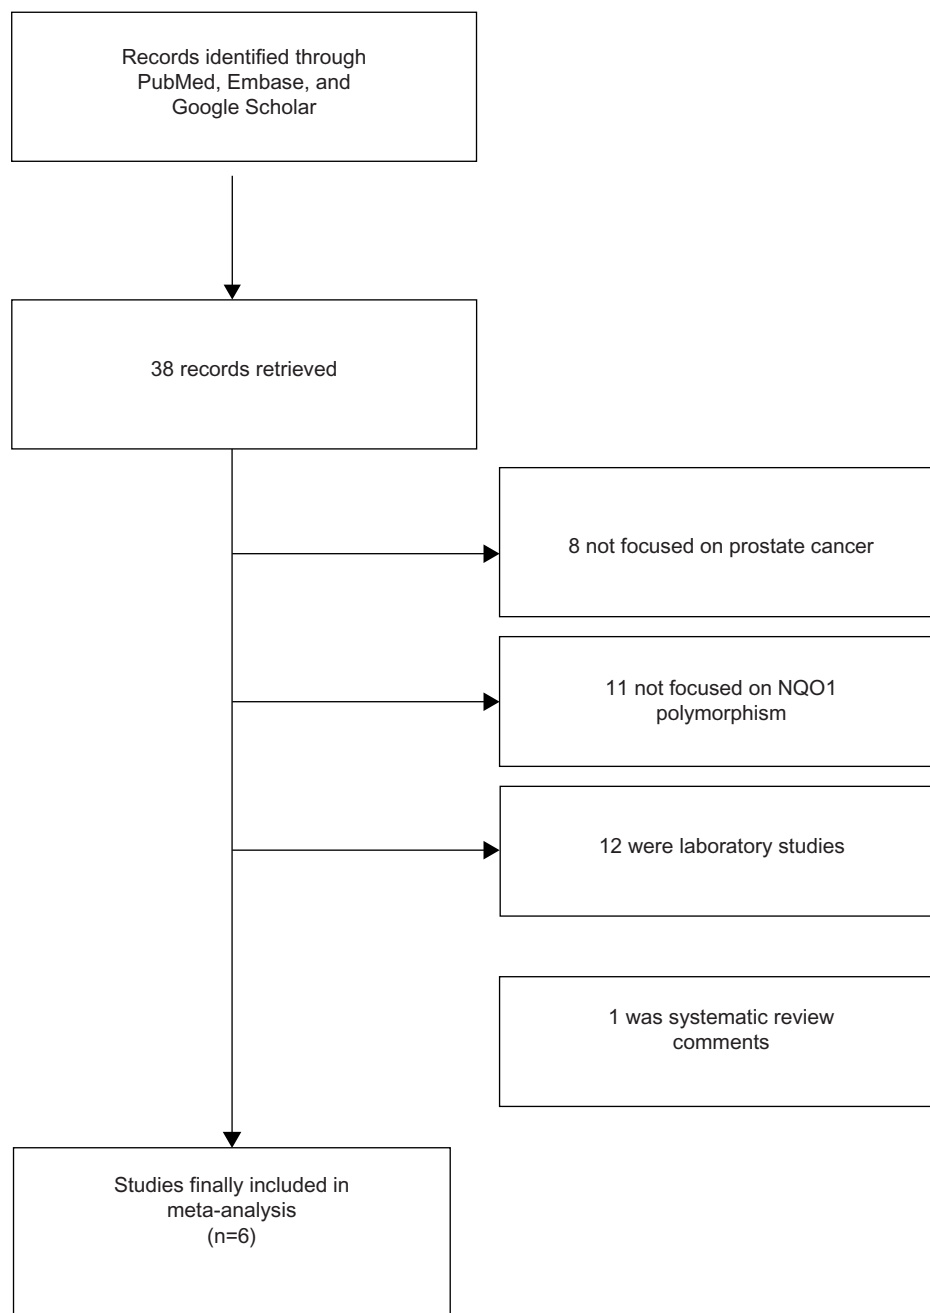 Records identified through
PubMed, Embase, and
Google Scholar
38 records retrieved
8 not focused on prostate cancer
11 not focused on NQO1
polymorphism
12 were laboratory studies
1 was systematic review
comments
Studies finally included in
meta-analysis
(n=6)